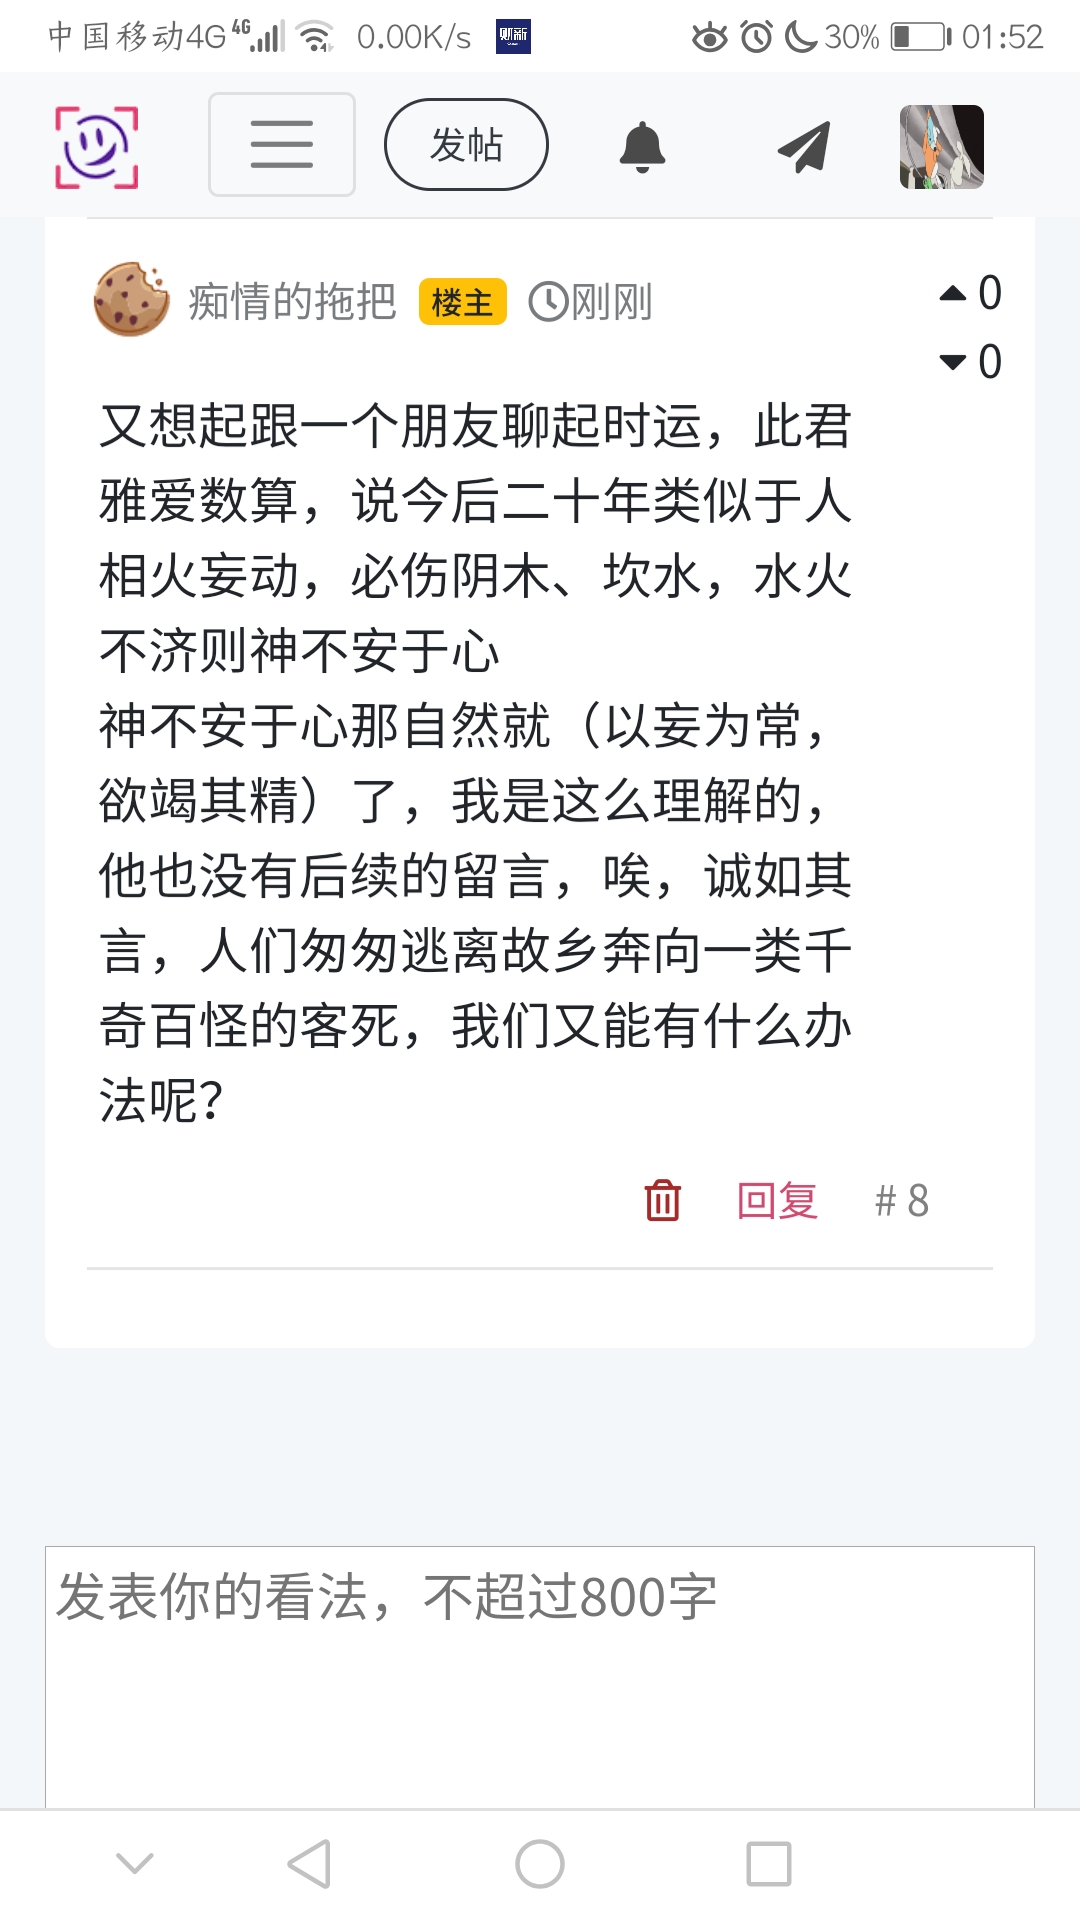 中国移动4G 4G 0.00K/s 财新 30% 01:52
发帖
痴情的拖把 楼主 刚刚 0
0
又想起跟一个朋友聊起时运，此君
雅爱数算，说今后二十年类似于人
相火妄动，必伤阴木、坎水，水火
不济则神不安于心
神不安于心那自然就（以妄为常，
欲竭其精）了，我是这么理解的，
他也没有后续的留言，唉，诚如其
言，人们匆匆逃离故乡奔向一类千
奇百怪的客死，我们又能有什么办
法呢？
回复 # 8
发表你的看法，不超过800字